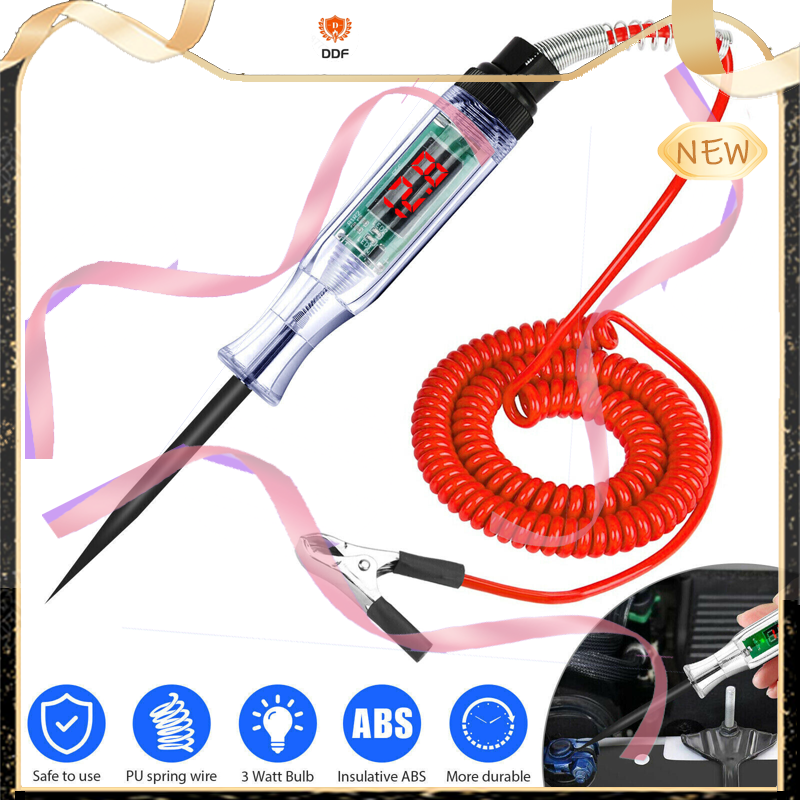 D
DDF
NEW
12.8
ABS
Safe to use
PU spring wire
3 Watt Bulb
Insulative ABS
More durable